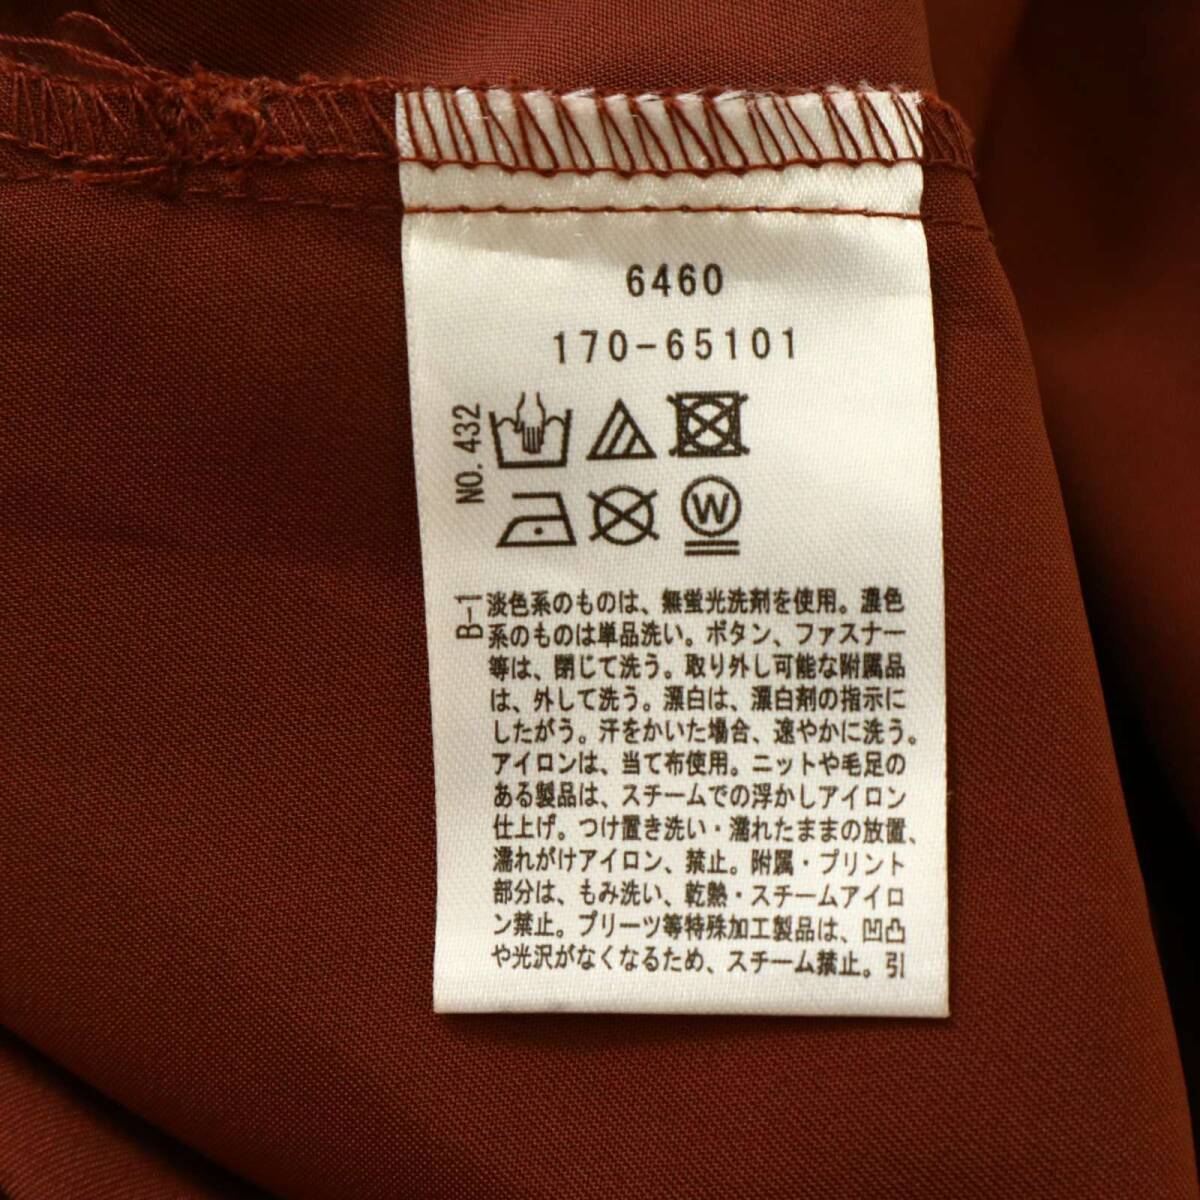 6460
170-65101
NO. 432
W
B-1
淡色系のものは、無蛍光洗剤を使用。濃色
系のものは単品洗い。ボタン、ファスナー
等は、閉じて洗う。取り外し可能な附属品
は、外して洗う。漂白は、漂白剤の指示に
したがう。汗をかいた場合、速やかに洗う。
アイロンは、当て布使用。ニットや毛足の
ある製品は、スチームでの浮かしアイロン
仕上げ。つけ置き洗い・濡れたままの放置、
濡れがけアイロン、禁止。附属・プリント
部分は、もみ洗い、乾熱・スチームアイロ
ン禁止。プリーツ等特殊加工製品は、凹凸
や光沢がなくなるため、スチーム禁止。引